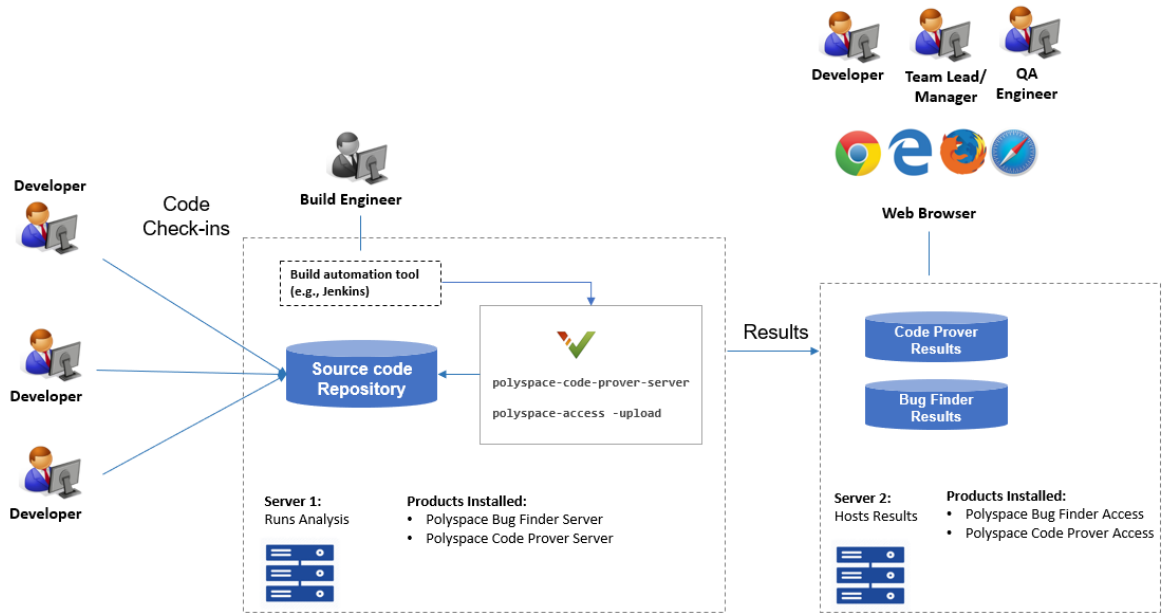 Developer
Team Lead/
Manager
QA
Engineer
Web Browser
Developer
Developer
Developer
Code
Check-ins
Build Engineer
Build automation tool
(e.g., Jenkins)
Source code
Repository
polyspace-code-prover-server
polyspace-access -upload
Server 1:
Runs Analysis
Products Installed:
• Polyspace Bug Finder Server
• Polyspace Code Prover Server
Results
Code Prover
Results
Bug Finder
Results
Server 2:
Hosts Results
Products Installed:
• Polyspace Bug Finder Access
• Polyspace Code Prover Access